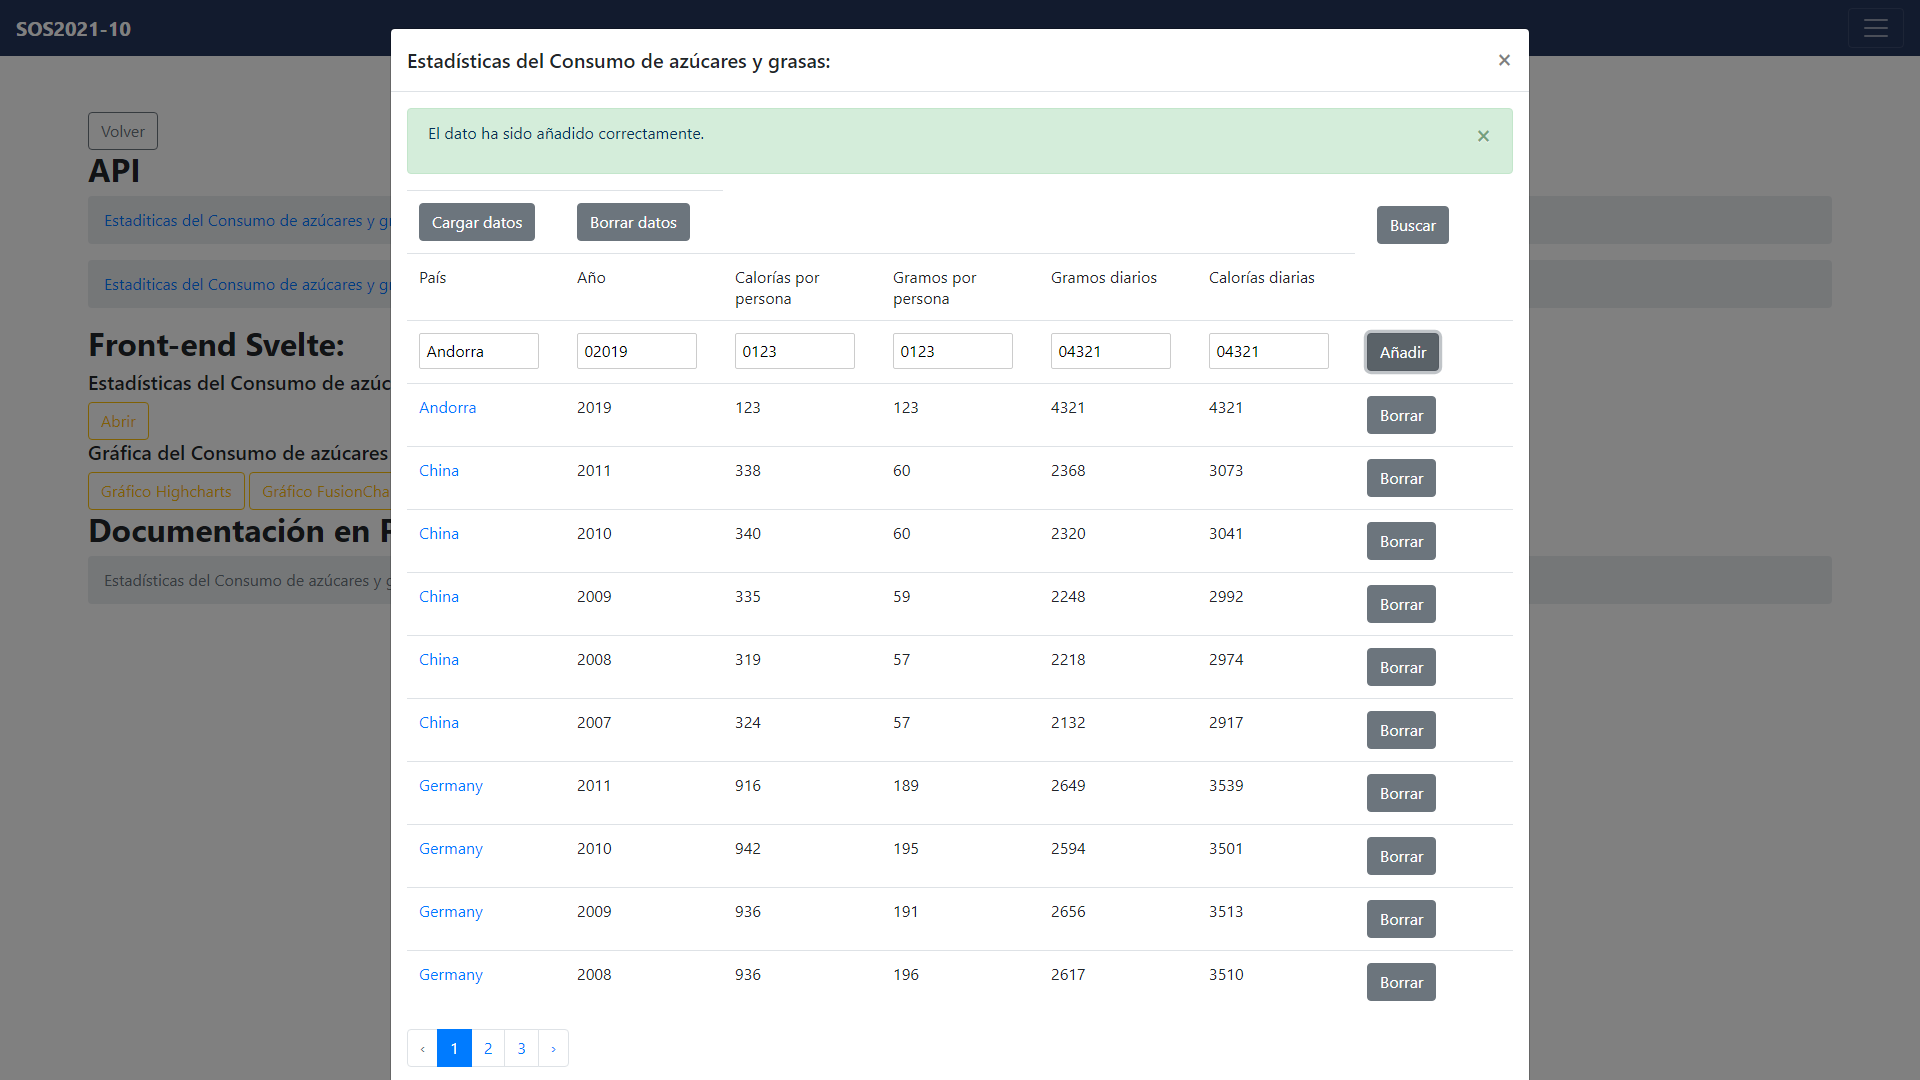 SOS2021-10
Estadísticas del Consumo de azúcares y grasas:
×
El dato ha sido añadido correctamente.
×
Volver
API
Estadíticas del Consumo de azúcares y gr
Estadíticas del Consumo de azúcares y gr
Front-end Svelte:
Estadísticas del Consumo de azúc
Abrir
Gráfica del Consumo de azúcares
Gráfico Highcharts Gráfico FusionCha
Documentación en P
Estadísticas del Consumo de azúcares y g
Cargar datos Borrar datos Buscar
País Año Calorías por persona Gramos por persona Gramos diarios Calorías diarias
Andorra 02019 0123 0123 04321 04321 Añadir
Andorra 2019 123 123 4321 4321 Borrar
China 2011 338 60 2368 3073 Borrar
China 2010 340 60 2320 3041 Borrar
China 2009 335 59 2248 2992 Borrar
China 2008 319 57 2218 2974 Borrar
China 2007 324 57 2132 2917 Borrar
Germany 2011 916 189 2649 3539 Borrar
Germany 2010 942 195 2594 3501 Borrar
Germany 2009 936 191 2656 3513 Borrar
Germany 2008 936 196 2617 3510 Borrar
‹ 1 2 3 ›